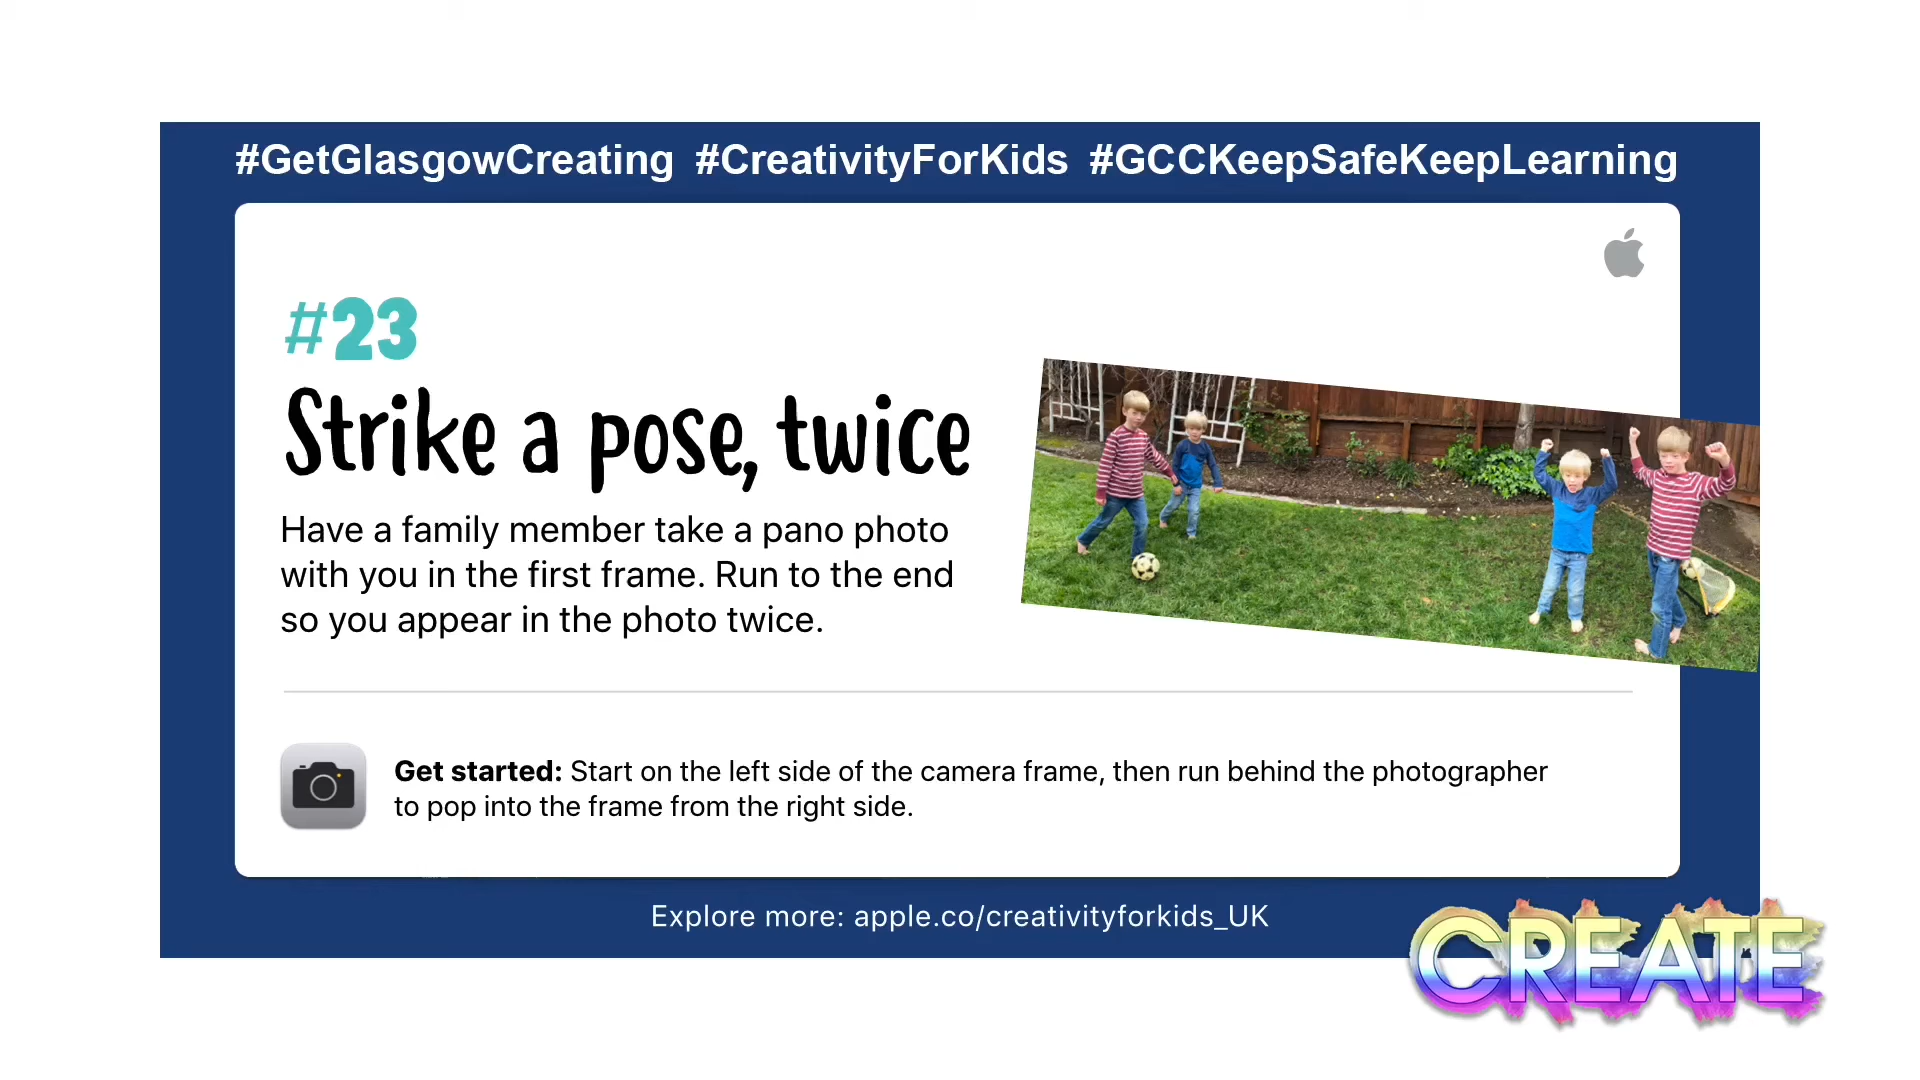 #GetGlasgowCreating #CreativityForKids #GCCKeepSafeKeepLearning
#23
Strike a pose, twice
Have a family member take a pano photo
with you in the first frame. Run to the end
so you appear in the photo twice.
Get started: Start on the left side of the camera frame, then run behind the photographer
to pop into the frame from the right side.
Explore more: apple.co/creativityforkids_UK
CREATE